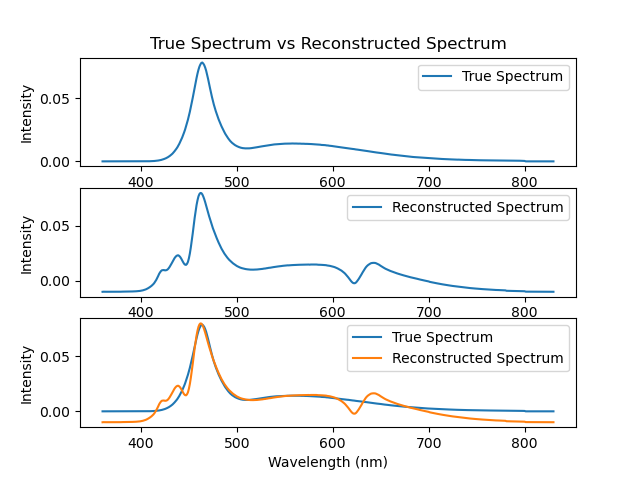 True Spectrum vs Reconstructed Spectrum
True Spectrum
0.05
0.00
Intensity
400 500 600 700 800
Reconstructed Spectrum
0.05
0.00
Intensity
400 500 600 700 800
True Spectrum
Reconstructed Spectrum
0.05
0.00
Intensity
400 500 600 700 800
Wavelength (nm)